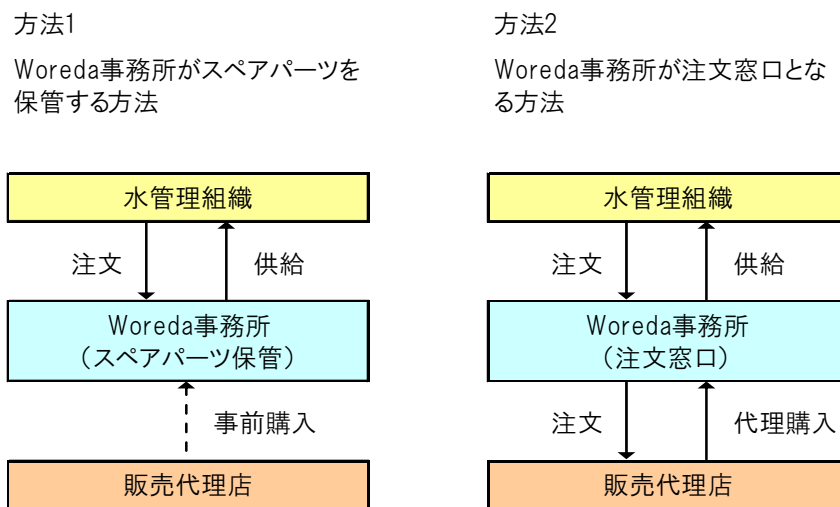 方法1
Woreda事務所がスペアパーツを
保管する方法
水管理組織
注文
供給
Woreda事務所
（スペアパーツ保管）
事前購入
販売代理店
方法2
Woreda事務所が注文窓口とな
る方法
水管理組織
注文
供給
Woreda事務所
（注文窓口）
注文
代理購入
販売代理店